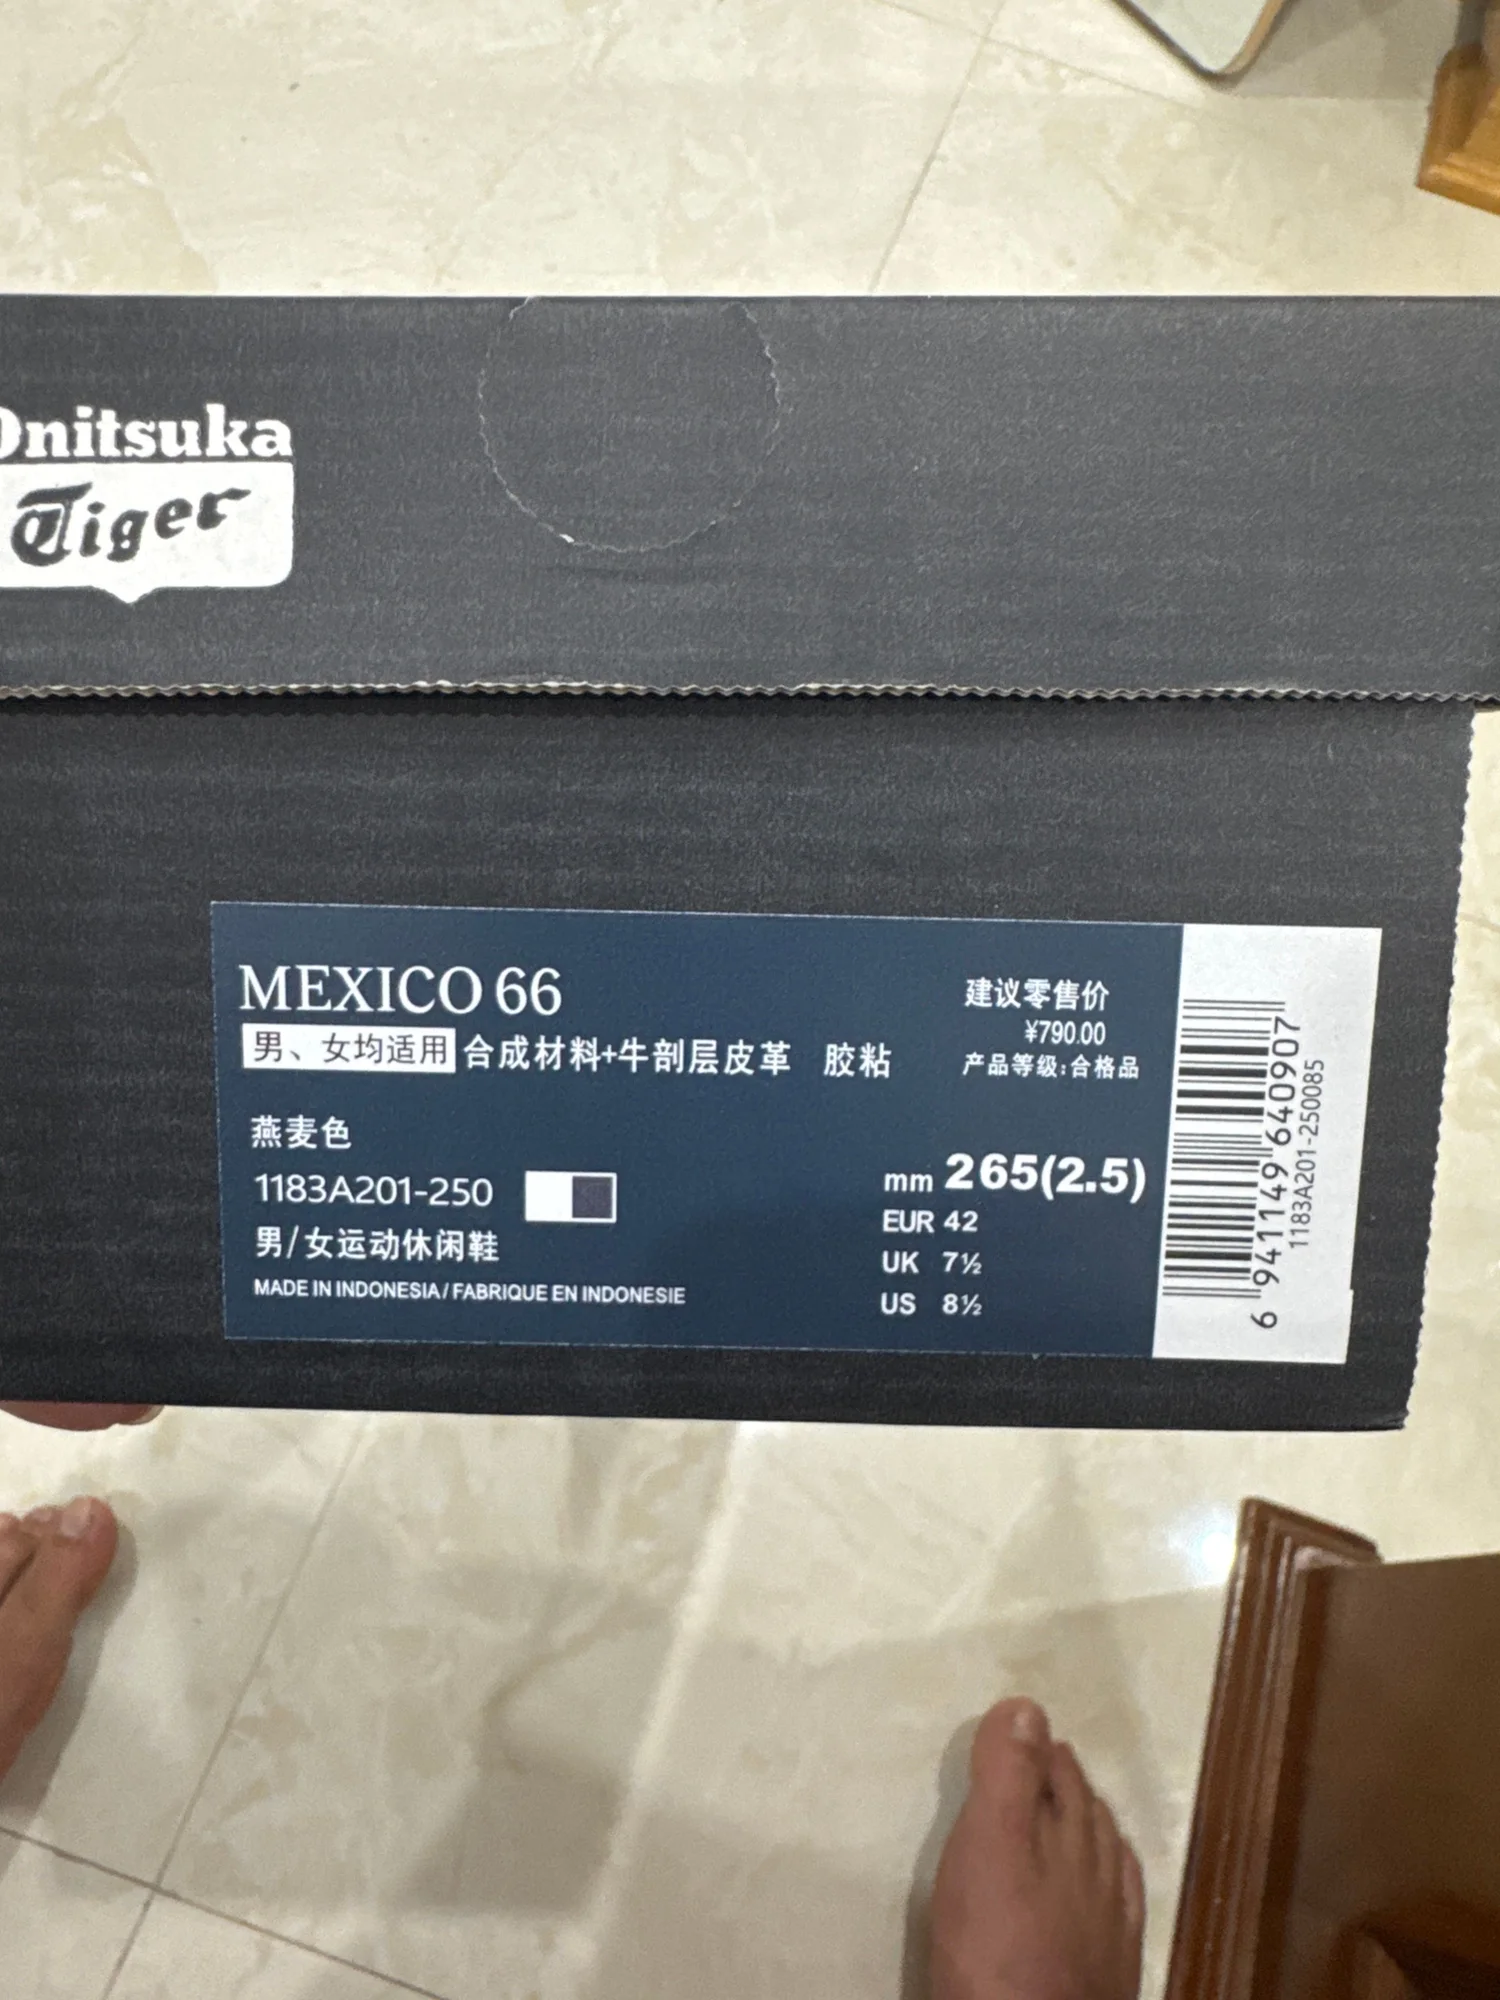 Onitsuka
Tiger
MEXICO 66
男、女均适用 合成材料+牛剖层皮革 胶粘
建议零售价
¥790.00
产品等级:合格品
燕麦色
1183A201-250
男/女运动休闲鞋
MADE IN INDONESIA / FABRIQUE EN INDONESIE
mm 265(2.5)
EUR 42
UK 7½
US 8½
6 941149 640907
1183A201-250085